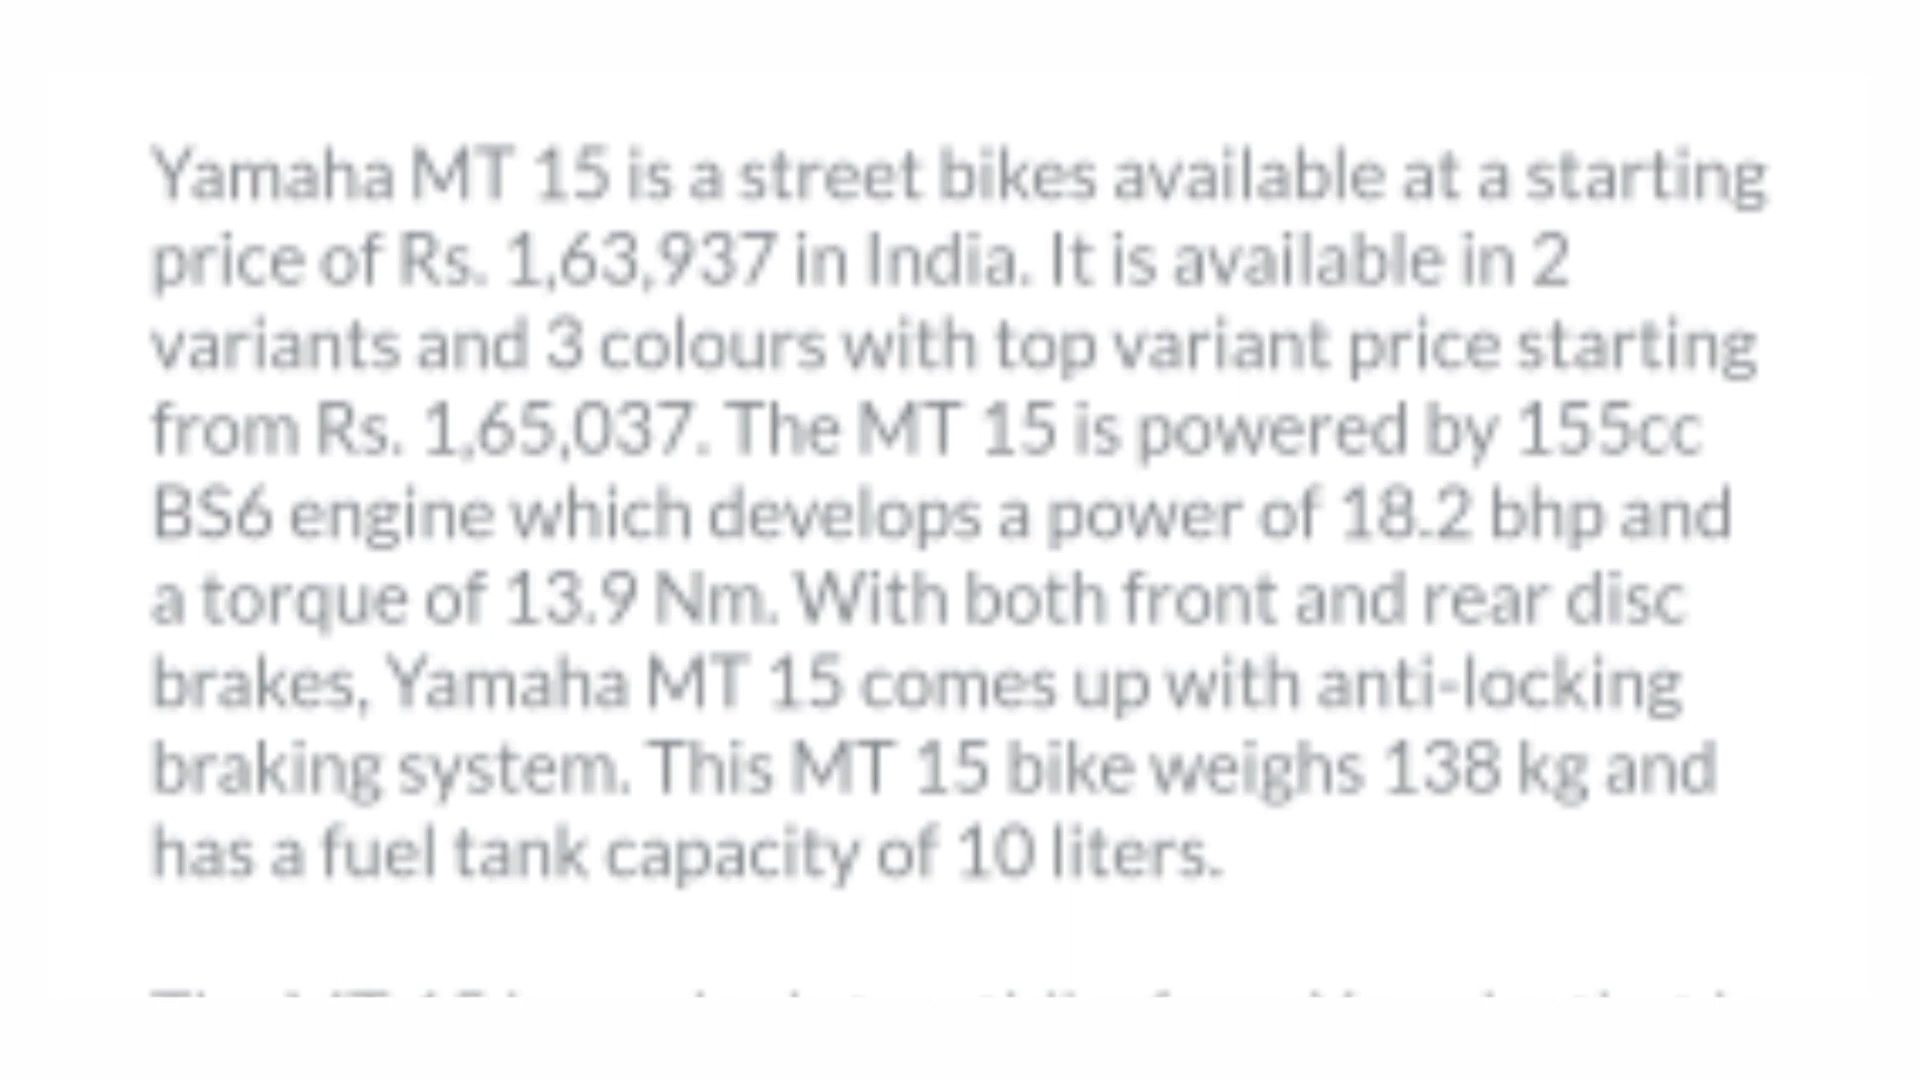 Yamaha MT 15 is a street bikes available at a starting
price of Rs. 1,63,937 in India. It is available in 2
variants and 3 colours with top variant price starting
from Rs. 1,65,037. The MT 15 is powered by 155cc
BS6 engine which develops a power of 18.2 bhp and
a torque of 13.9 Nm. With both front and rear disc
brakes, Yamaha MT 15 comes up with anti-locking
braking system. This MT 15 bike weighs 138 kg and
has a fuel tank capacity of 10 liters.